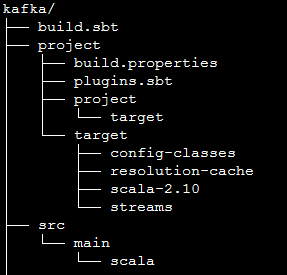 kafka/
├── build.sbt
├── project
│   ├── build.properties
│   ├── plugins.sbt
│   ├── project
│   │   └── target
│   └── target
│       ├── config-classes
│       ├── resolution-cache
│       ├── scala-2.10
│       └── streams
├── src
│   └── main
│       └── scala